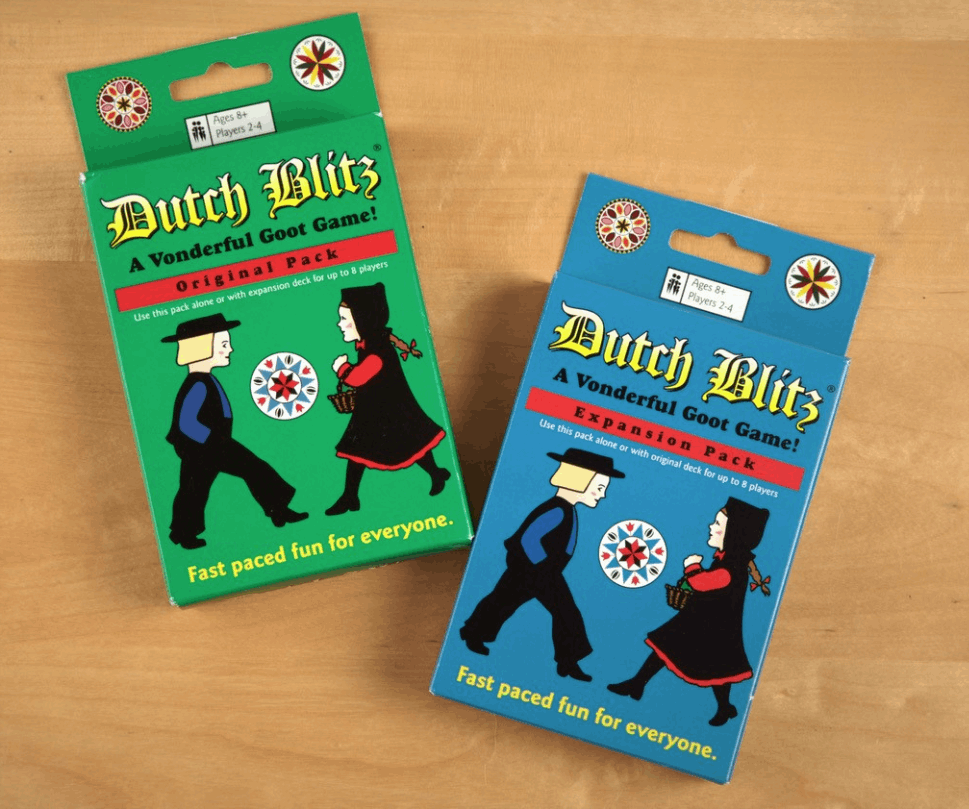 Ages 8+
Players 2-4
Dutch Blitz®
A Vonderful Goot Game!
Original Pack
Use this pack alone or with expansion deck for up to 8 players
Fast paced fun for everyone.
Ages 8+
Players 2-4
Dutch Blitz®
A Vonderful Goot Game!
Expansion Pack
Use this pack alone or with original deck for up to 8 players
Fast paced fun for everyone.